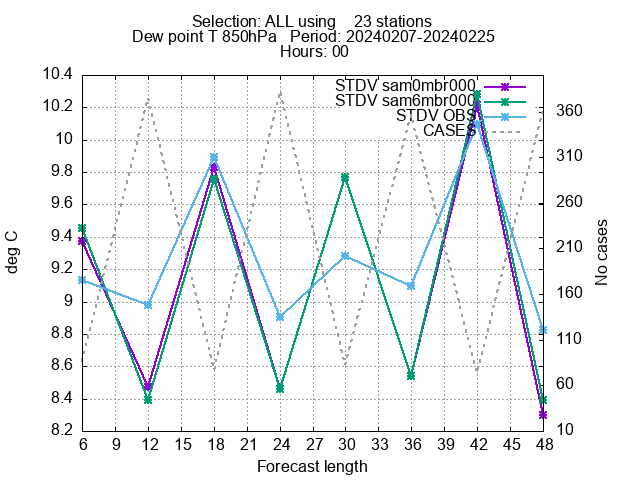 Selection: ALL using    23 stations
Dew point T 850hPa   Period: 20240207-20240225
Hours: 00
STDV sam0mbr000
STDV sam6mbr000
STDV OBS
CASES
deg C
10.4
10.2
10
9.8
9.6
9.4
9.2
9
8.8
8.6
8.4
8.2
360
310
260
210
160
110
60
10
No cases
6 9 12 15 18 21 24 27 30 33 36 39 42 45 48
Forecast length